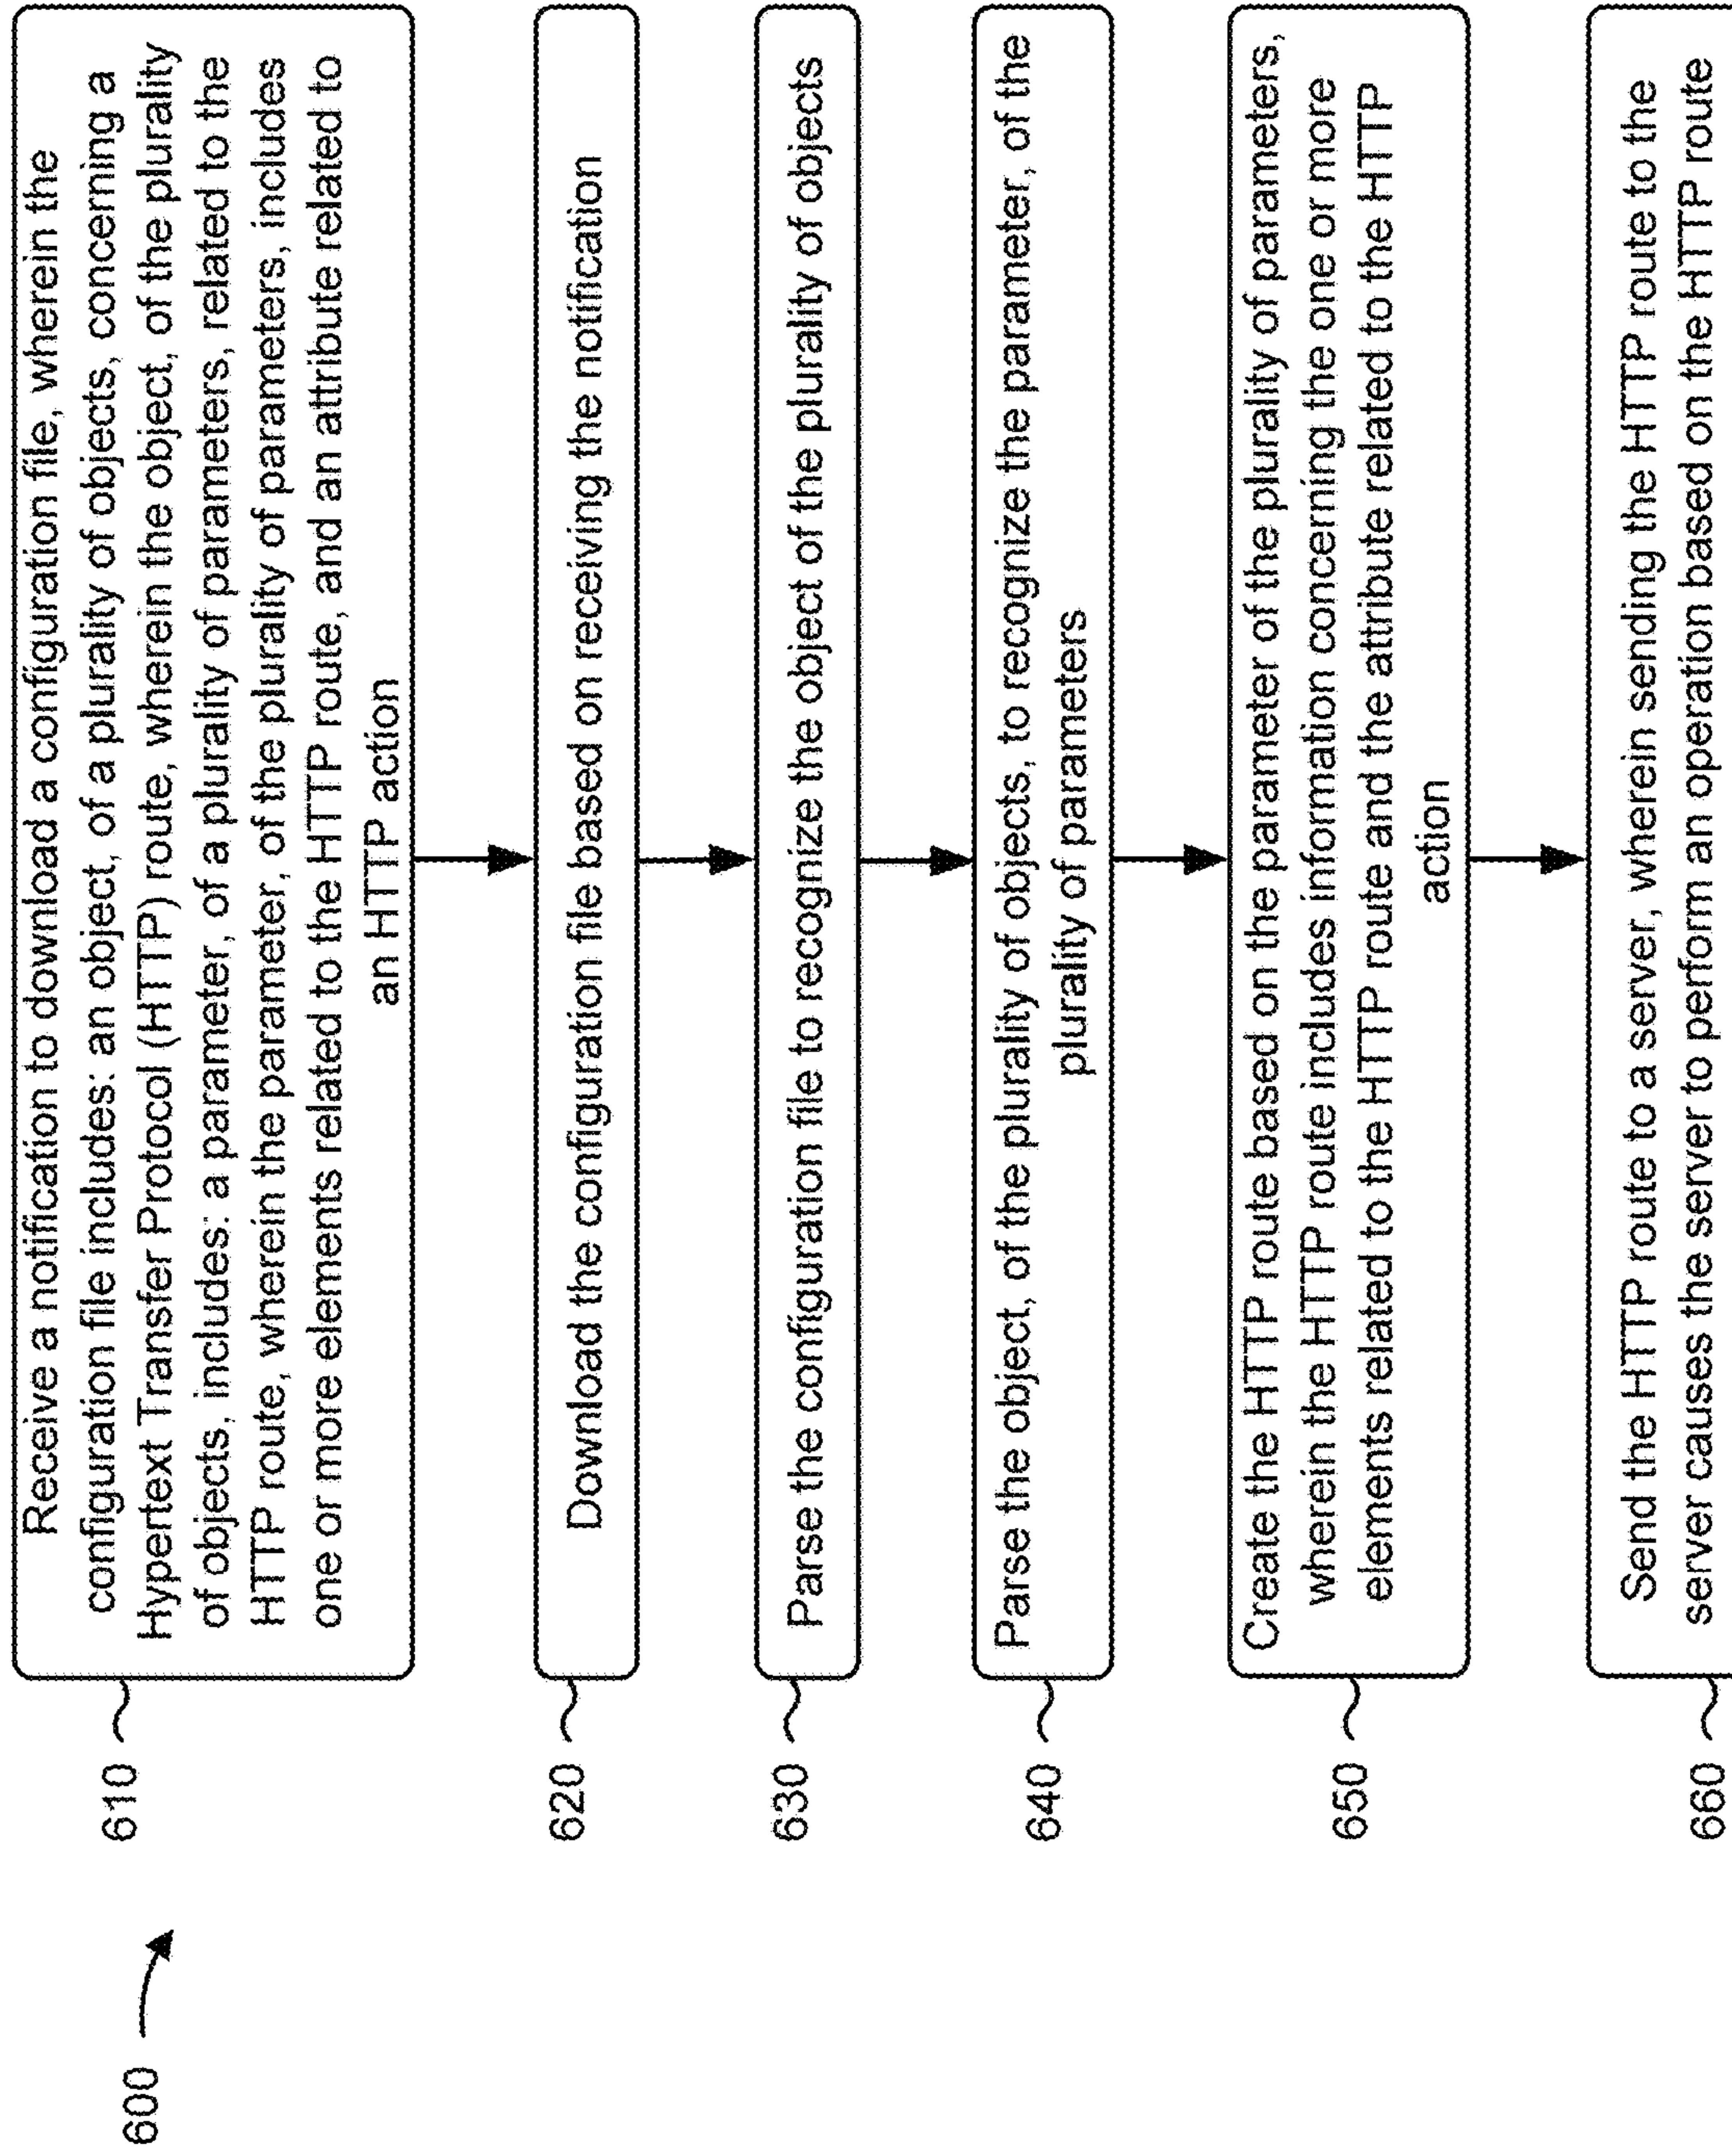 600
610
Receive a notification to download a configuration file, wherein the
configuration file includes: an object, of a plurality of objects, concerning a
Hypertext Transfer Protocol (HTTP) route, wherein the object, of the plurality
of objects, includes: a parameter, of a plurality of parameters, related to the
HTTP route, wherein the parameter, of the plurality of parameters, includes
one or more elements related to the HTTP route, and an attribute related to
an HTTP action
620
Download the configuration file based on receiving the notification
630
Parse the configuration file to recognize the object of the plurality of objects
640
Parse the object, of the plurality of objects, to recognize the parameter, of the
plurality of parameters
650
Create the HTTP route based on the parameter of the plurality of parameters,
wherein the HTTP route includes information concerning the one or more
elements related to the HTTP route and the attribute related to the HTTP
action
660
Send the HTTP route to a server, wherein sending the HTTP route to the
server causes the server to perform an operation based on the HTTP route